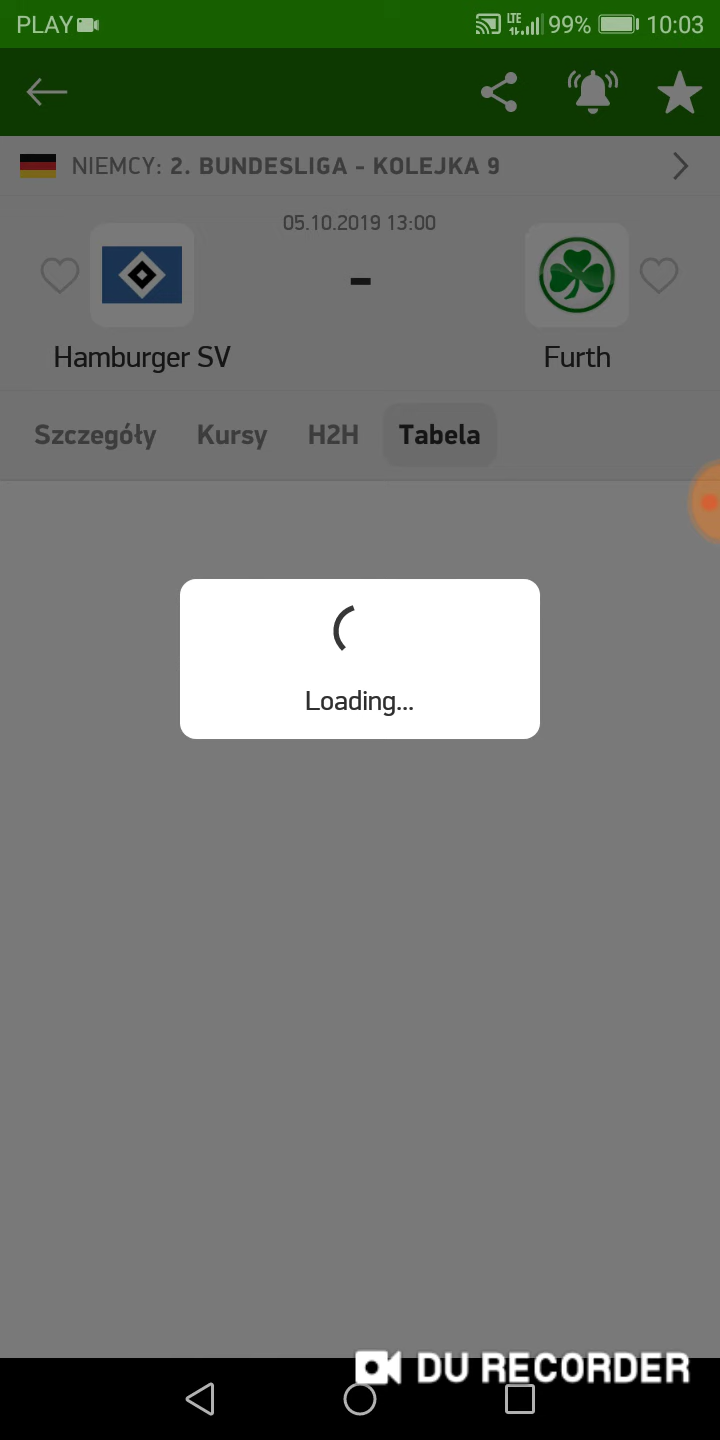 PLAY LTE 99% 10:03
NIEMCY: 2. BUNDESLIGA - KOLEJKA 9
05.10.2019 13:00
-
Hamburger SV Furth
Szczegóły Kursy H2H Tabela
Loading...
DU RECORDER